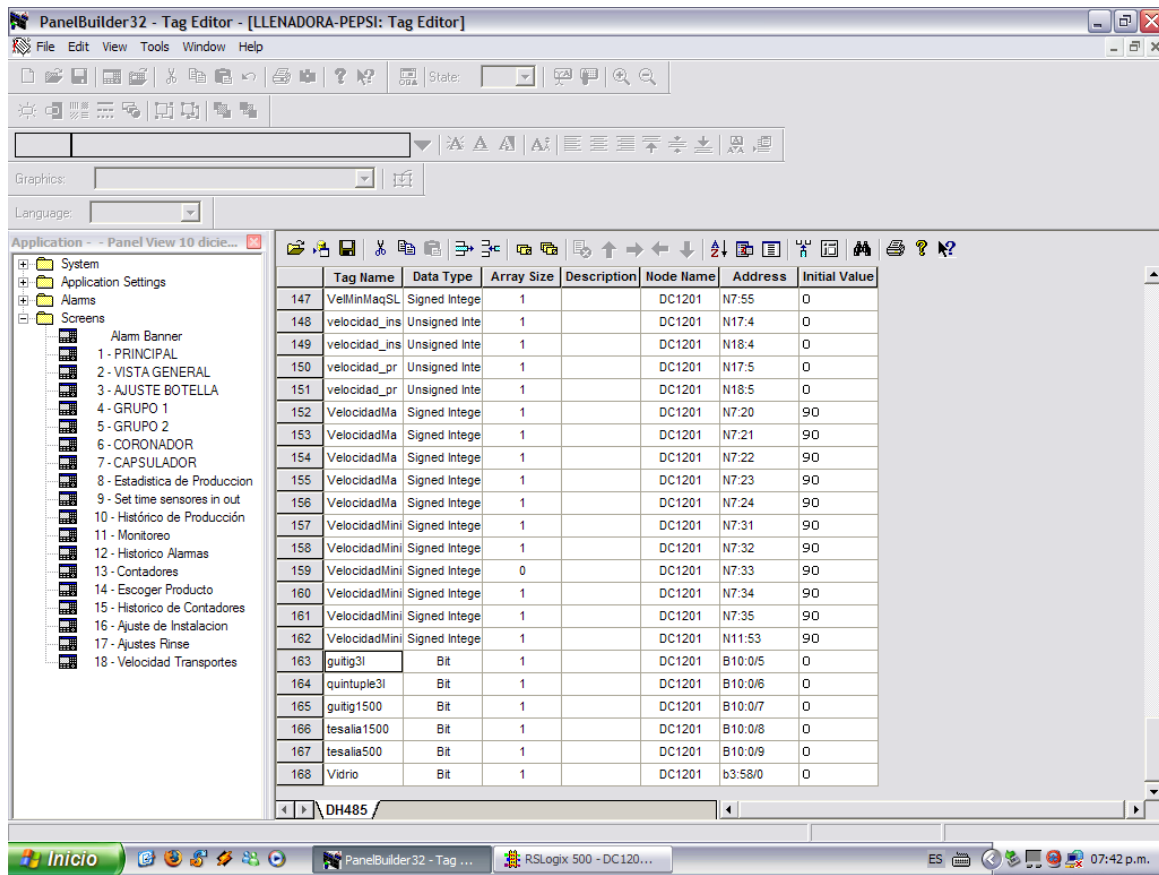 PanelBuilder32 - Tag Editor - [LLENADORA-PEPSI: Tag Editor]
File Edit View Tools Window Help
State:
Graphics:
Language:
Application - - Panel View 10 dicie...
System
Application Settings
Alarms
Screens
Alarm Banner
1 - PRINCIPAL
2 - VISTA GENERAL
3 - AJUSTE BOTELLA
4 - GRUPO 1
5 - GRUPO 2
6 - CORONADOR
7 - CAPSULADOR
8 - Estadistica de Produccion
9 - Set time sensores in out
10 - Histórico de Producción
11 - Monitoreo
12 - Historico Alarmas
13 - Contadores
14 - Escoger Producto
15 - Historico de Contadores
16 - Ajuste de Instalacion
17 - Ajustes Rinse
18 - Velocidad Transportes
Tag Name Data Type Array Size Description Node Name Address Initial Value
147 VelMinMaqSL Signed Intege 1 DC1201 N7:55 0
148 velocidad_ins Unsigned Inte 1 DC1201 N17:4 0
149 velocidad_ins Unsigned Inte 1 DC1201 N18:4 0
150 velocidad_pr Unsigned Inte 1 DC1201 N17:5 0
151 velocidad_pr Unsigned Inte 1 DC1201 N18:5 0
152 VelocidadMa Signed Intege 1 DC1201 N7:20 90
153 VelocidadMa Signed Intege 1 DC1201 N7:21 90
154 VelocidadMa Signed Intege 1 DC1201 N7:22 90
155 VelocidadMa Signed Intege 1 DC1201 N7:23 90
156 VelocidadMa Signed Intege 1 DC1201 N7:24 90
157 VelocidadMini Signed Intege 1 DC1201 N7:31 90
158 VelocidadMini Signed Intege 1 DC1201 N7:32 90
159 VelocidadMini Signed Intege 0 DC1201 N7:33 90
160 VelocidadMini Signed Intege 1 DC1201 N7:34 90
161 VelocidadMini Signed Intege 1 DC1201 N7:35 90
162 VelocidadMini Signed Intege 1 DC1201 N11:53 90
163 guitig3l Bit 1 DC1201 B10:0/5 0
164 quintuple3l Bit 1 DC1201 B10:0/6 0
165 guitig1500 Bit 1 DC1201 B10:0/7 0
166 tesalia1500 Bit 1 DC1201 B10:0/8 0
167 tesalia500 Bit 1 DC1201 B10:0/9 0
168 Vidrio Bit 1 DC1201 b3:58/0 0
DH485
Inicio PanelBuilder32 - Tag ... RSLogix 500 - DC120... ES 07:42 p.m.